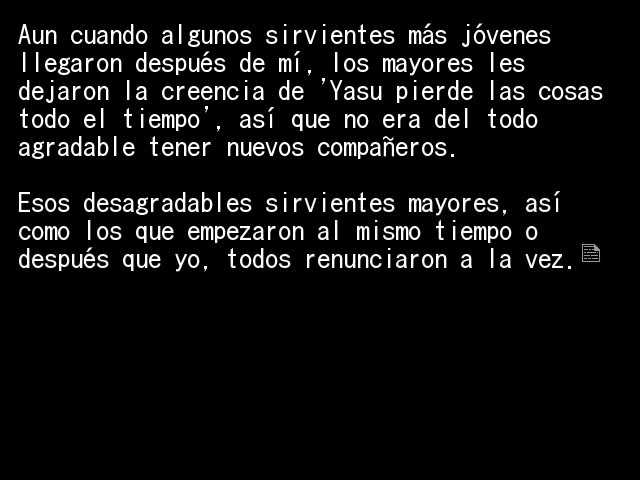 Aun cuando algunos sirvientes más jóvenes
llegaron después de mí, los mayores les
dejaron la creencia de 'Yasu pierde las cosas
todo el tiempo', así que no era del todo
agradable tener nuevos compañeros.
Esos desagradables sirvientes mayores, así
como los que empezaron al mismo tiempo o
después que yo, todos renunciaron a la vez.